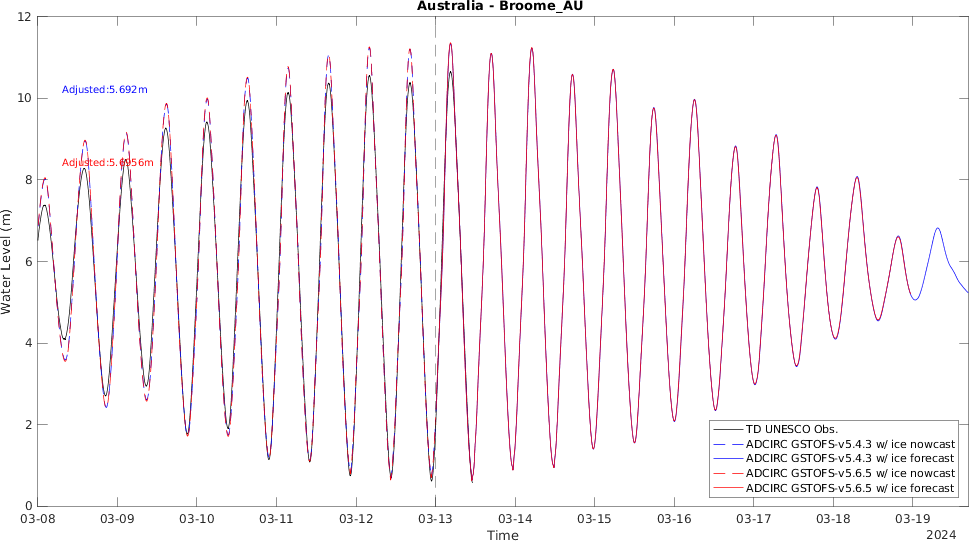 Australia - Broome_AU
12
10
8
6
4
2
0
Water Level (m)
Adjusted:5.692m
03-08
03-09
03-10
03-11
03-12
03-13
03-14
03-15
03-16
03-17
03-18
03-19
Time
2024
TD UNESCO Obs.
ADCIRC GSTOFS-v5.4.3 w/ ice nowcast
ADCIRC GSTOFS-v5.4.3 w/ ice forecast
ADCIRC GSTOFS-v5.6.5 w/ ice nowcast
ADCIRC GSTOFS-v5.6.5 w/ ice forecast